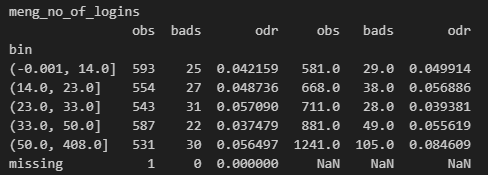 meng_no_of_logins
obs bads odr obs bads odr
bin
(-0.001, 14.0] 593 25 0.042159 581.0 29.0 0.049914
(14.0, 23.0] 554 27 0.048736 668.0 38.0 0.056886
(23.0, 33.0] 543 31 0.057090 711.0 28.0 0.039381
(33.0, 50.0] 587 22 0.037479 881.0 49.0 0.055619
(50.0, 408.0] 531 30 0.056497 1241.0 105.0 0.084609
missing 1 0 0.000000 NaN NaN NaN